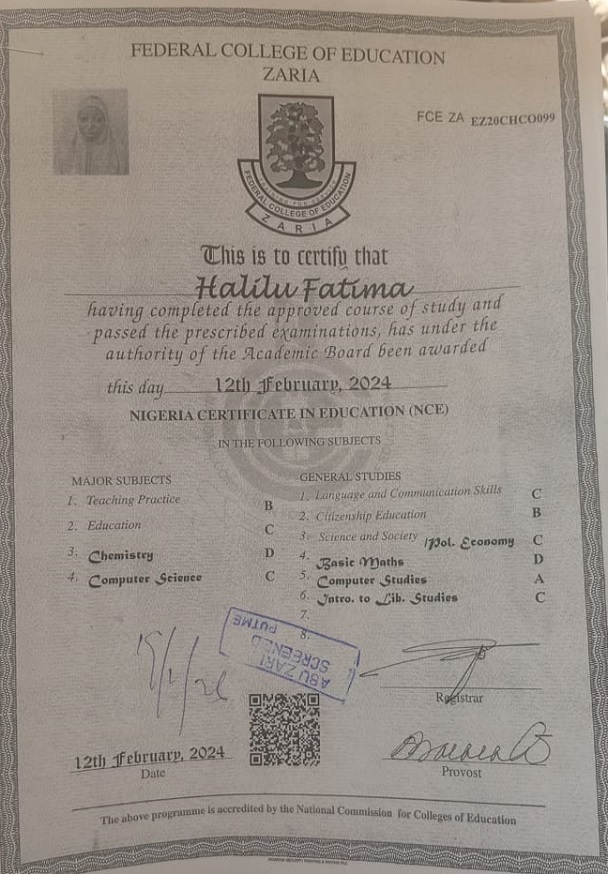 FEDERAL COLLEGE OF EDUCATION
ZARIA
FCE ZA EZ20CHCO099
FEDERAL COLLEGE OF EDUCATION
ZARIA
This is to certify that
Halilu Fatima
having completed the approved course of study and
passed the prescribed examinations, has under the
authority of the Academic Board been awarded
this day 12th February, 2024
NIGERIA CERTIFICATE IN EDUCATION (NCE)
IN THE FOLLOWING SUBJECTS
MAJOR SUBJECTS
1. Teaching Practice B
2. Education C
3. Chemistry D
4. Computer Science C
GENERAL STUDIES
1. Language and Communication Skills C
2. Citizenship Education B
3. Science and Society /Pol. Economy C
4. Basic Maths D
5. Computer Studies A
6. Intro. to Lib. Studies C
7.
8.
ABU ZARI
SCREENED
PUTME
Registrar
12th February, 2024
Date
Provost
The above programme is accredited by the National Commission for Colleges of Education